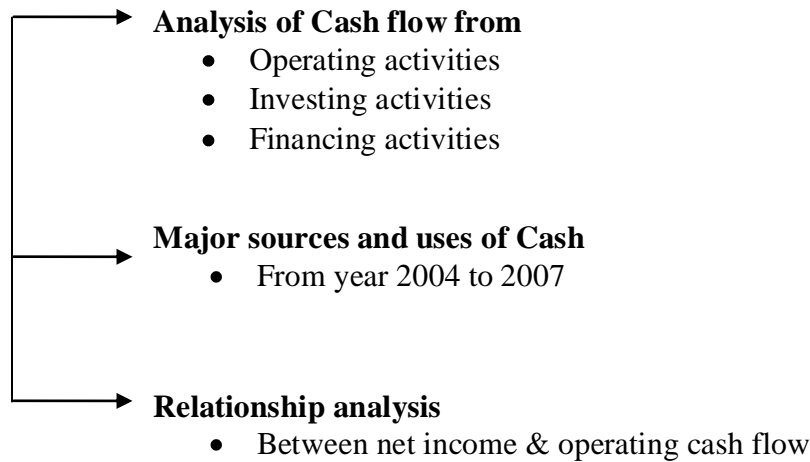 Analysis of Cash flow from
• Operating activities
• Investing activities
• Financing activities
Major sources and uses of Cash
• From year 2004 to 2007
Relationship analysis
• Between net income & operating cash flow